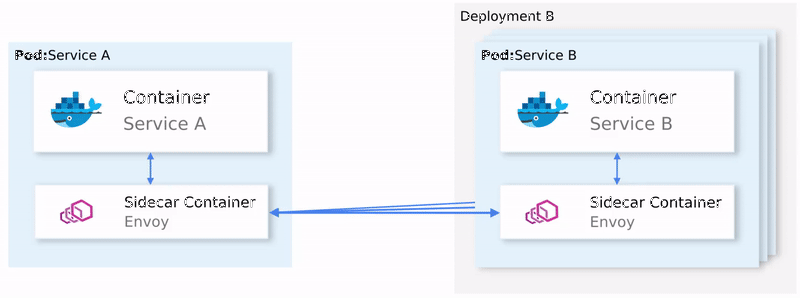 Deployment B
Pod:Service A
Container
Service A
Sidecar Container
Envoy
Pod:Service B
Container
Service B
Sidecar Container
Envoy